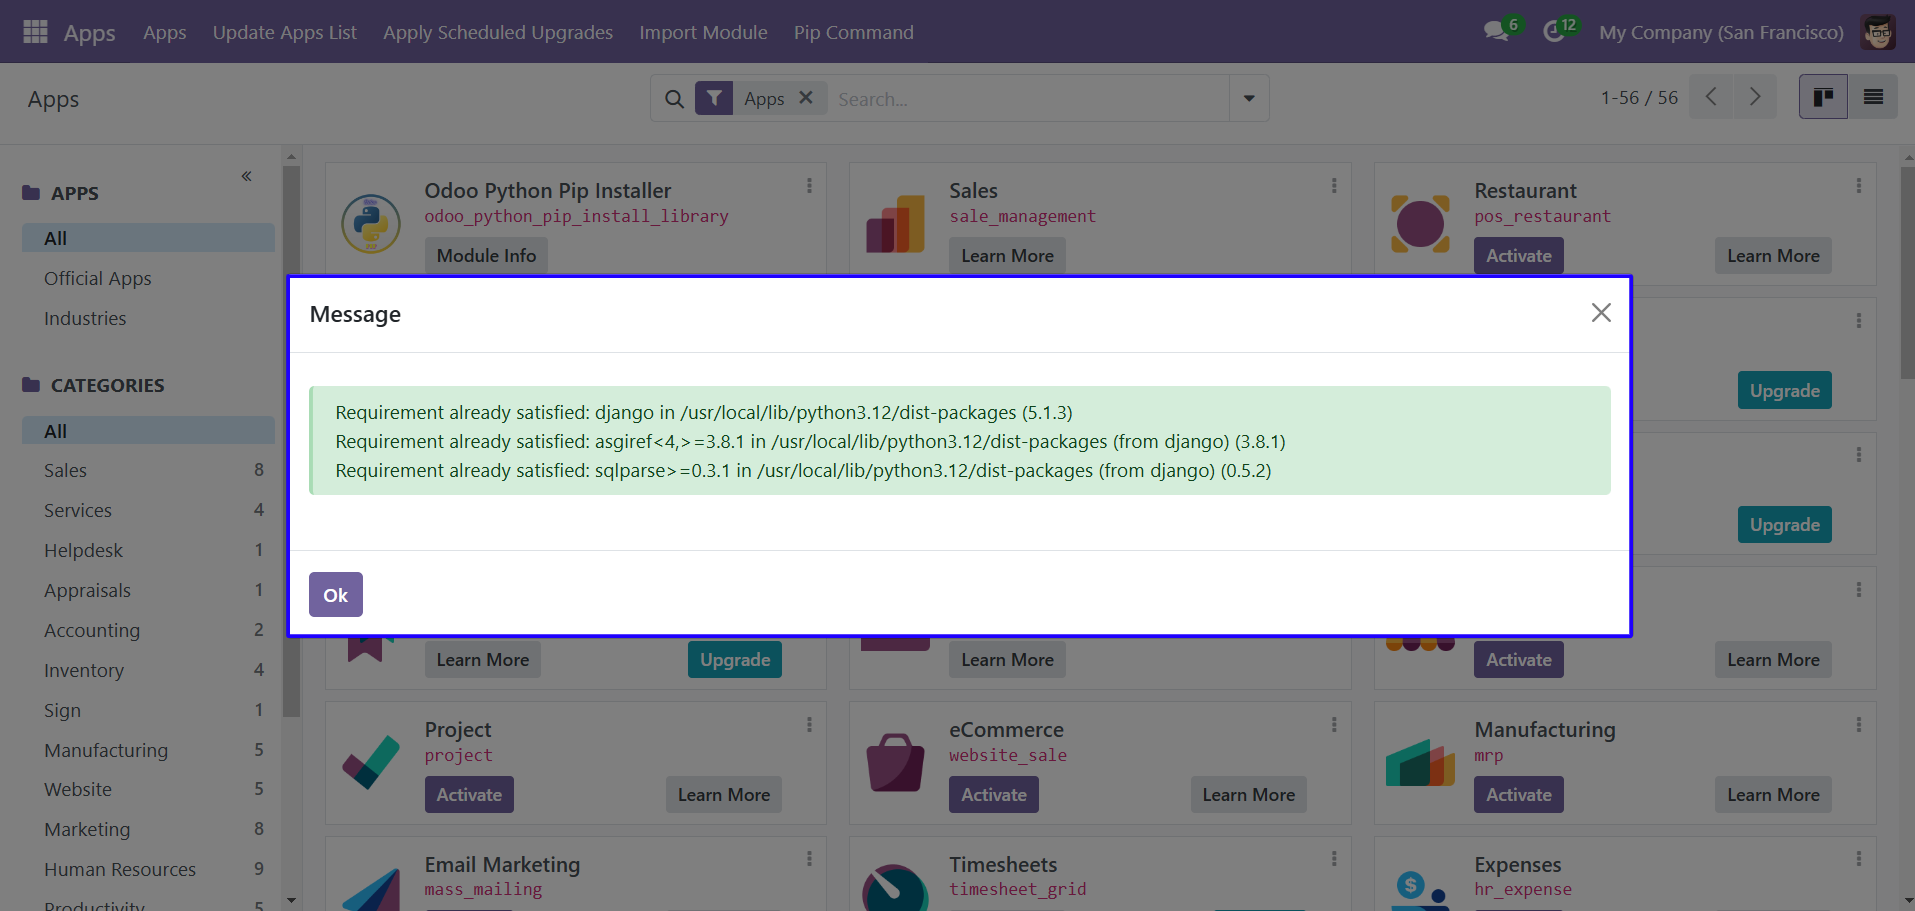 Apps Apps Update Apps List Apply Scheduled Upgrades Import Module Pip Command 6 12 My Company (San Francisco)
Apps Apps Search... 1-56 / 56
APPS
All
Official Apps
Industries
CATEGORIES
All
Sales 8
Services 4
Helpdesk 1
Appraisals 1
Accounting 2
Inventory 4
Sign 1
Manufacturing 5
Website 5
Marketing 8
Human Resources 9
Productivity 5
Odoo Python Pip Installer
odoo_python_pip_install_library
Module Info
Sales
sale_management
Learn More
Restaurant
pos_restaurant
Activate Learn More
Upgrade
Upgrade
Message
Requirement already satisfied: django in /usr/local/lib/python3.12/dist-packages (5.1.3)
Requirement already satisfied: asgiref<4,>=3.8.1 in /usr/local/lib/python3.12/dist-packages (from django) (3.8.1)
Requirement already satisfied: sqlparse>=0.3.1 in /usr/local/lib/python3.12/dist-packages (from django) (0.5.2)
Ok
Learn More Upgrade
Learn More
Activate Learn More
Project
project
Activate Learn More
eCommerce
website_sale
Activate Learn More
Manufacturing
mrp
Activate Learn More
Email Marketing
mass_mailing
Timesheets
timesheet_grid
Expenses
hr_expense